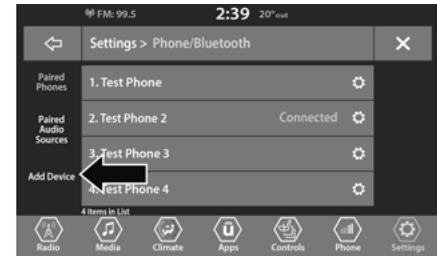 FM: 99.5 2:39 20° out
Settings > Phone/Bluetooth X
Paired
Phones
1. Test Phone
Paired
Audio
Sources
2. Test Phone 2 Connected
3. Test Phone 3
Add Device
4. Test Phone 4
4 items in List
Radio Media Climate Apps Controls Phone Settings